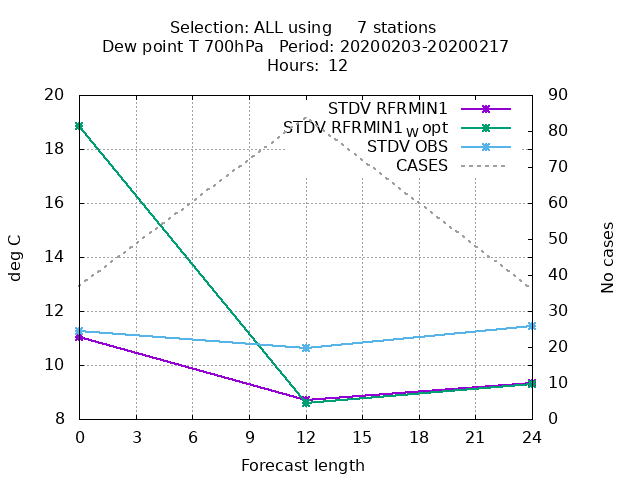 Selection: ALL using     7 stations
Dew point T 700hPa   Period: 20200203-20200217
Hours: 12
20
18
16
14
12
10
8
90
80
70
60
50
40
30
20
10
0
STDV RFRMIN1
STDV RFRMIN1wopt
STDV OBS
CASES
deg C
No cases
0 3 6 9 12 15 18 21 24
Forecast length